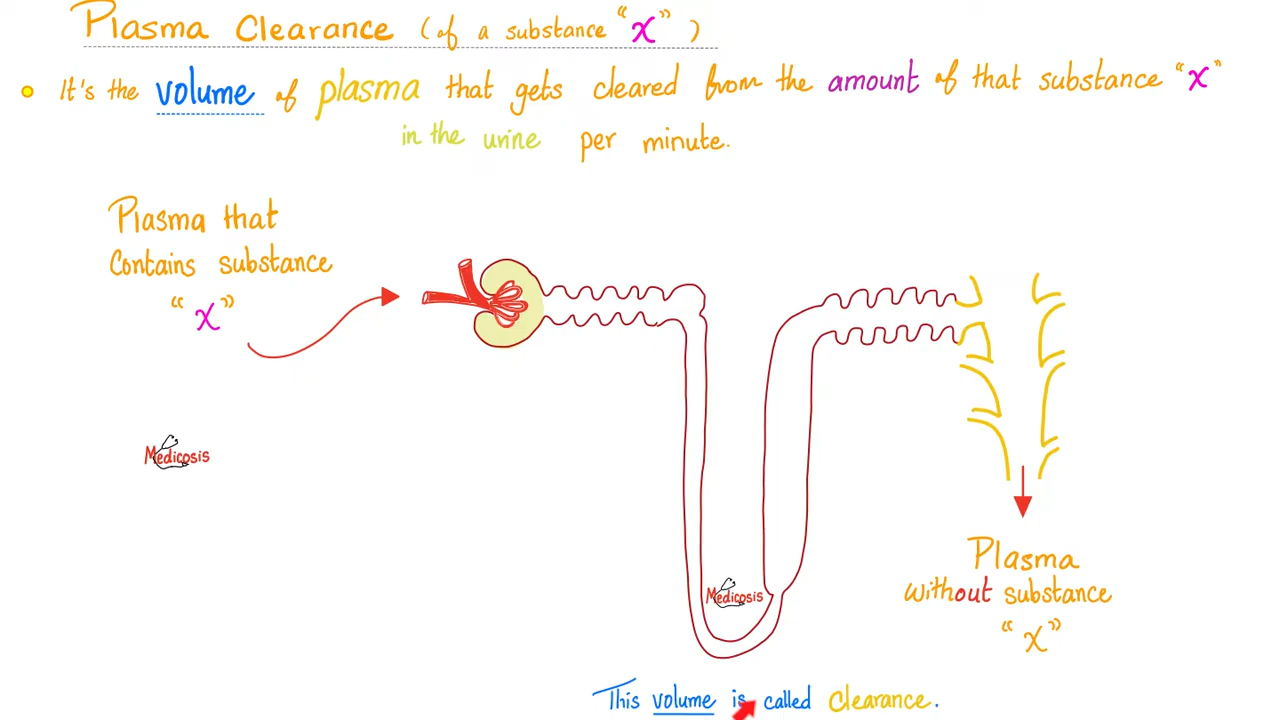 Plasma Clearance (of a substance "x")
It's the volume of plasma that gets cleared from the amount of that substance "x"
in the urine per minute.
Plasma that
Contains substance
"x"
Medicosis
Medicosis
Plasma
without substance
"x"
This volume is called Clearance.